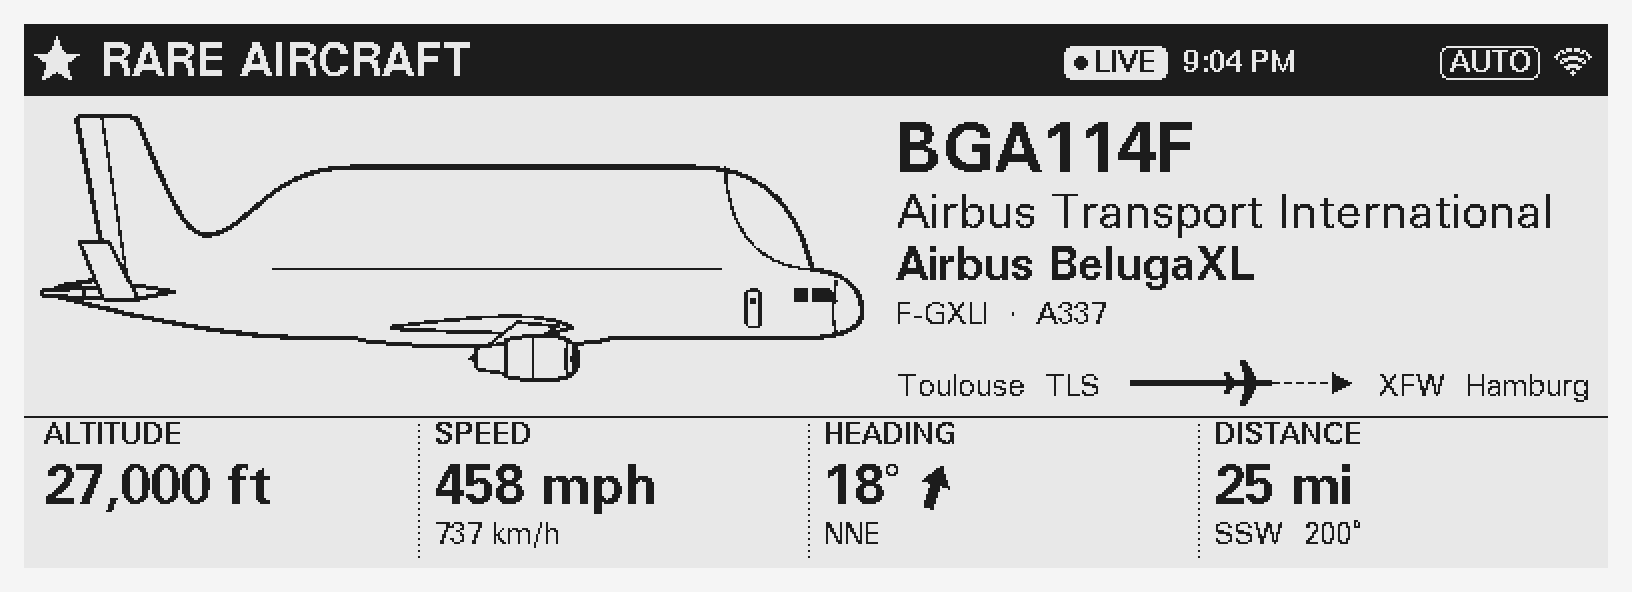 RARE AIRCRAFT
LIVE 9:04 PM AUTO
BGA114F
Airbus Transport International
Airbus BelugaXL
F-GXLI · A337
Toulouse TLS XFW Hamburg
ALTITUDE
27,000 ft
SPEED
458 mph
737 km/h
HEADING
18°
NNE
DISTANCE
25 mi
SSW 200°